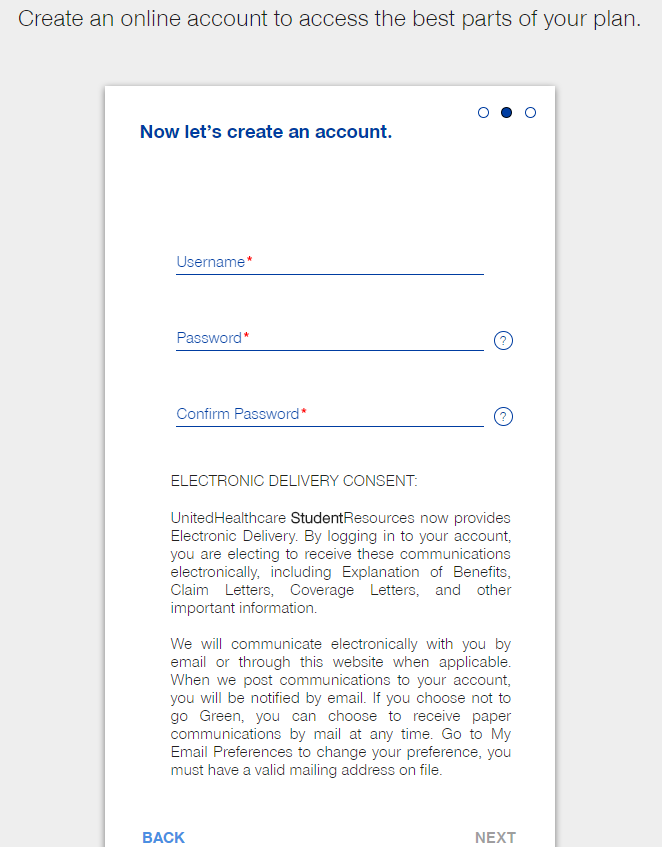 Create an online account to access the best parts of your plan.
Now let's create an account.
Username*
Password*
?
Confirm Password*
?
ELECTRONIC DELIVERY CONSENT:
UnitedHealthcare StudentResources now provides
Electronic Delivery. By logging in to your account,
you are electing to receive these communications
electronically, including Explanation of Benefits,
Claim Letters, Coverage Letters, and other
important information.
We will communicate electronically with you by
email or through this website when applicable.
When we post communications to your account,
you will be notified by email. If you choose not to
go Green, you can choose to receive paper
communications by mail at any time. Go to My
Email Preferences to change your preference, you
must have a valid mailing address on file.
BACK NEXT